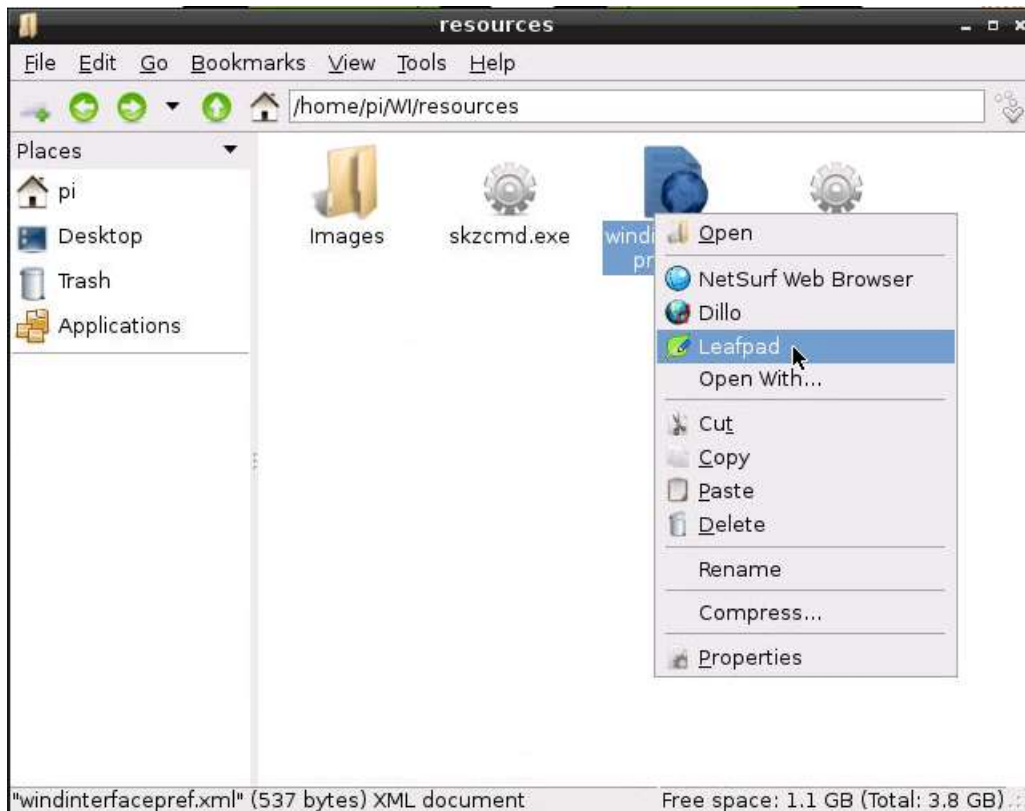 resources
File Edit Go Bookmarks View Tools Help
/home/pi/WI/resources
Places
pi
Desktop
Trash
Applications
Images
skzcmd.exe
windi
pr
Open
NetSurf Web Browser
Dillo
Leafpad
Open With...
Cut
Copy
Paste
Delete
Rename
Compress...
Properties
"windinterfacepref.xml" (537 bytes) XML document Free space: 1.1 GB (Total: 3.8 GB)